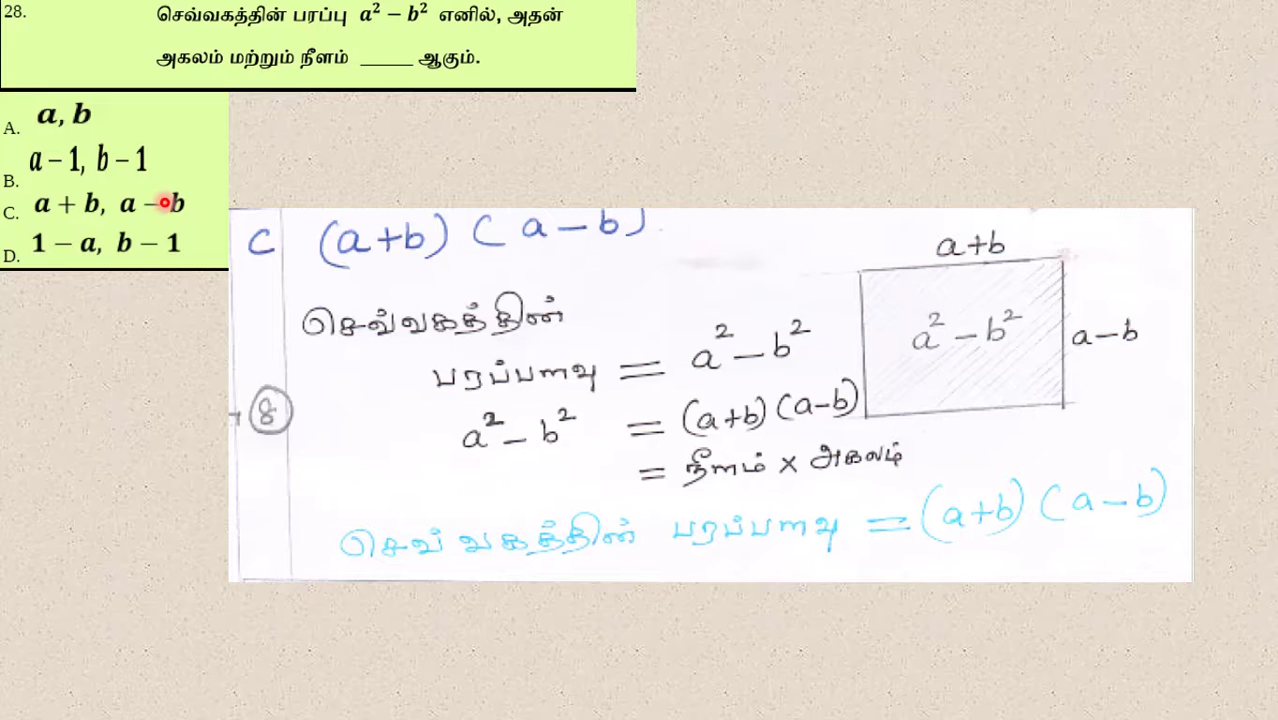 28. செவ்வகத்தின் பரப்பு a² − b² எனில், அதன்
அகலம் மற்றும் நீளம் _____ ஆகும்.
A. a, b
B. a − 1, b − 1
C. a + b, a − b
D. 1 − a, b − 1
C (a+b) (a−b)
a+b
செவ்வகத்தின்
a² − b²
a−b
பரப்பளவு = a² − b²
8
a² − b² = (a+b) (a−b)
= நீளம் × அகலம்
செவ்வகத்தின் பரப்பளவு = (a+b) (a−b)